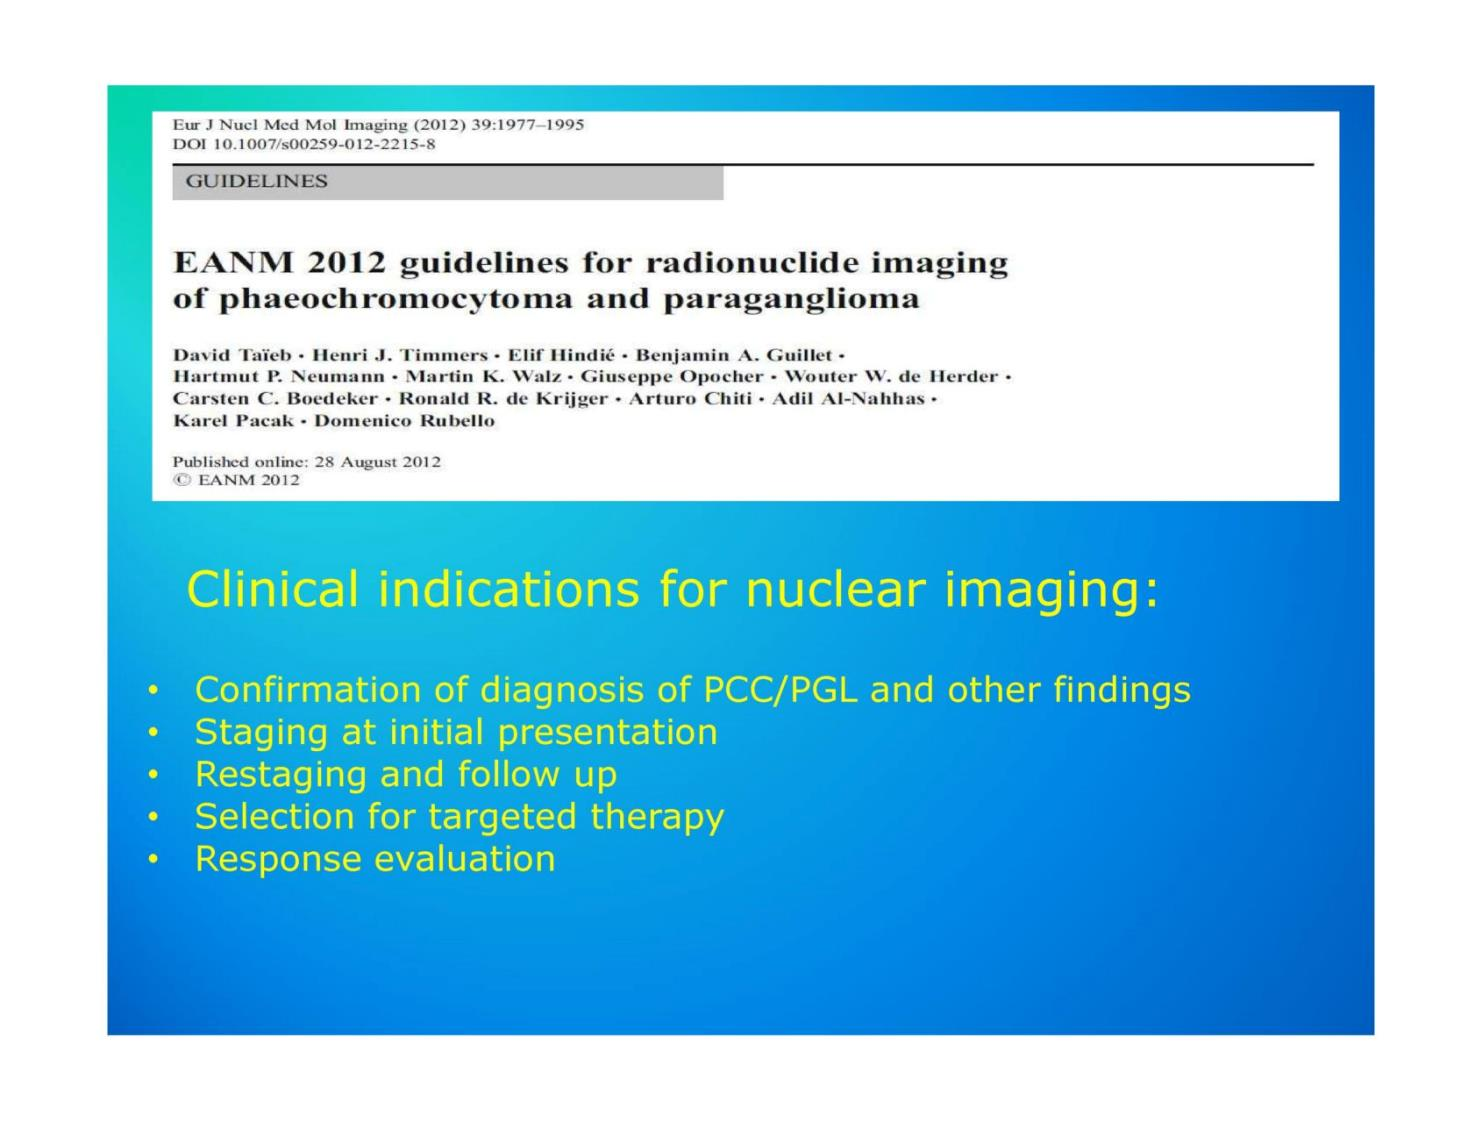 Eur J Nucl Med Mol Imaging (2012) 39:1977–1995
DOI 10.1007/s00259-012-2215-8
GUIDELINES
EANM 2012 guidelines for radionuclide imaging
of phaeochromocytoma and paraganglioma
David Taïeb · Henri J. Timmers · Elif Hindié · Benjamin A. Guillet ·
Hartmut P. Neumann · Martin K. Walz · Giuseppe Opocher · Wouter W. de Herder ·
Carsten C. Boedeker · Ronald R. de Krijger · Arturo Chiti · Adil Al-Nahhas ·
Karel Pacak · Domenico Rubello
Published online: 28 August 2012
© EANM 2012
Clinical indications for nuclear imaging:
• Confirmation of diagnosis of PCC/PGL and other findings
• Staging at initial presentation
• Restaging and follow up
• Selection for targeted therapy
• Response evaluation